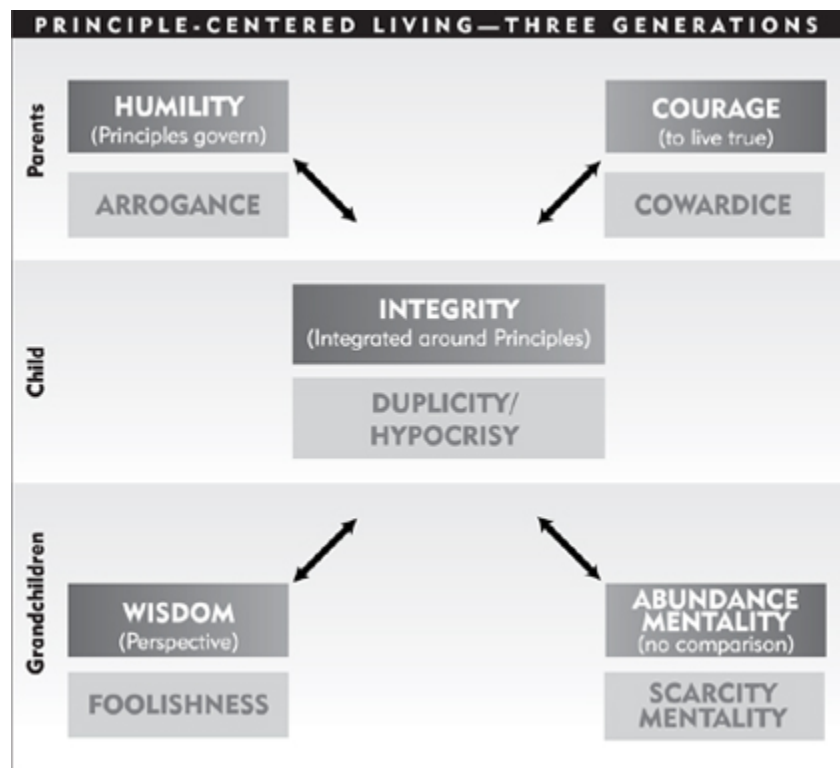 PRINCIPLE-CENTERED LIVING—THREE GENERATIONS
Parents
HUMILITY
(Principles govern)
ARROGANCE
COURAGE
(to live true)
COWARDICE
Child
INTEGRITY
(Integrated around Principles)
DUPLICITY/
HYPOCRISY
Grandchildren
WISDOM
(Perspective)
FOOLISHNESS
ABUNDANCE
MENTALITY
(no comparison)
SCARCITY
MENTALITY